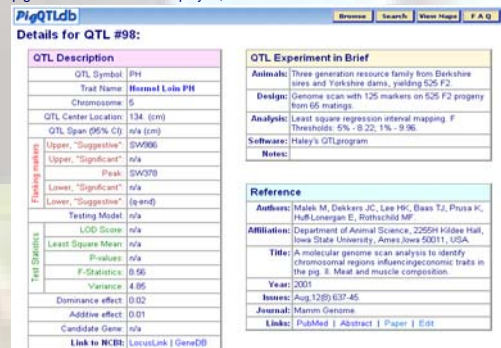 PigQTLdb
Browse Search View Maps F A Q
Details for QTL #98:
QTL Description
QTL Symbol: PH
Trait Name: Hormel Loin PH
Chromosome: 5
QTL Center Location: 134. (cm)
QTL Span (95% CI): n/a (cm)
Flanking markers
Upper, "Suggestive": SW986
Upper, "Significant": n/a
Peak: SW378
Lower, "Significant": n/a
Lower, "Suggestive": (q-end)
Testing Model: n/a
Test Statistics
LOD Score: n/a
Least Square Mean: n/a
P-values: n/a
F-Statistics: 8.56
Variance: 4.85
Dominance effect: 0.02
Additive effect: 0.01
Candidate Gene: n/a
Link to NCBI: LocusLink | GeneDB
QTL Experiment in Brief
Animals: Three generation resource family from Berkshire
sires and Yorkshire dams, yielding 525 F2.
Design: Genome scan with 125 markers on 525 F2 progeny
from 65 matings.
Analysis: Least square regression interval mapping. F
Thresholds: 5% - 8.22, 1% - 9.96.
Software: Haley's QTLprogram
Notes:
Reference
Authors: Malek M, Dekkers JC, Lee HK, Baas TJ, Prusa K,
Huff-Lonergan E, Rothschild MF.
Affiliation: Department of Animal Science, 2255H Kildee Hall,
Iowa State University, Ames,Iowa 50011, USA.
Title: A molecular genome scan analysis to identify
chromosomal regions influencingeconomic traits in
the pig. II. Meat and muscle composition.
Year: 2001
Issues: Aug,12(8):637-45.
Journal: Mamm Genome
Links: PubMed | Abstract | Paper | Edit